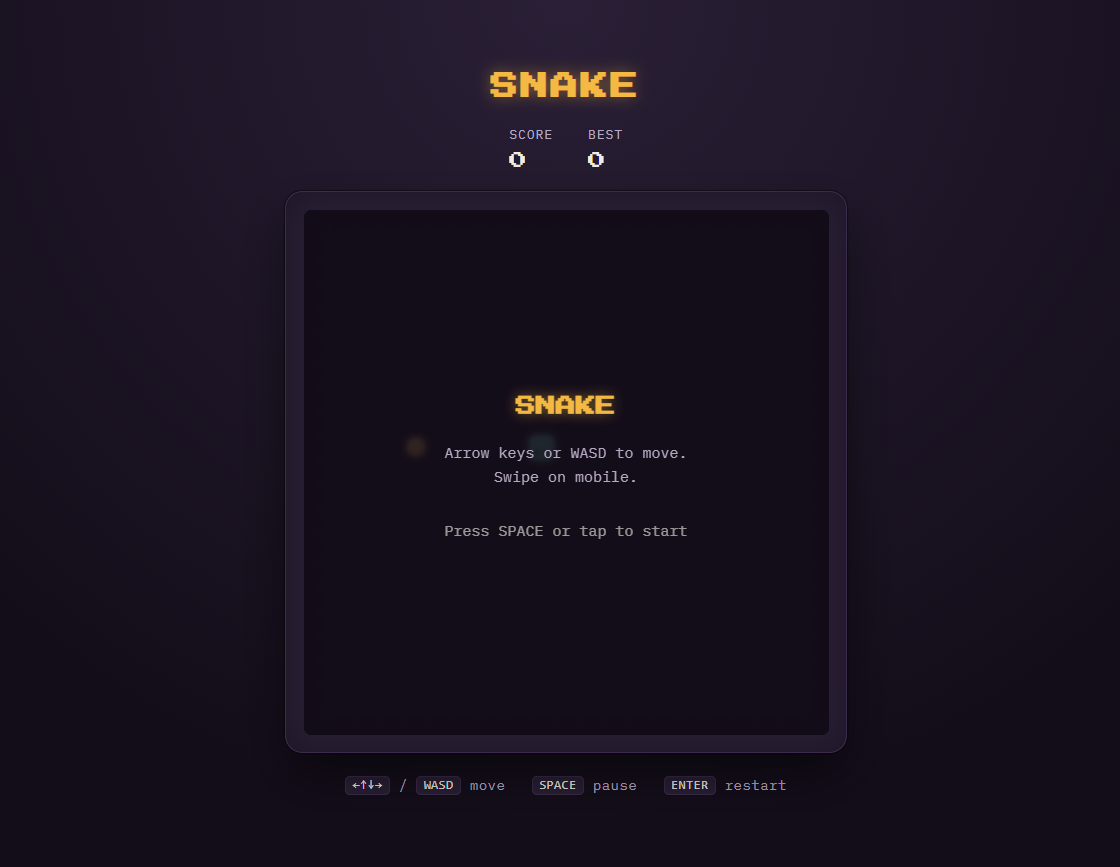 SNAKE
SCORE BEST
0 0
SNAKE
Arrow keys or WASD to move.
Swipe on mobile.
Press SPACE or tap to start
←↑↓→ / WASD move SPACE pause ENTER restart